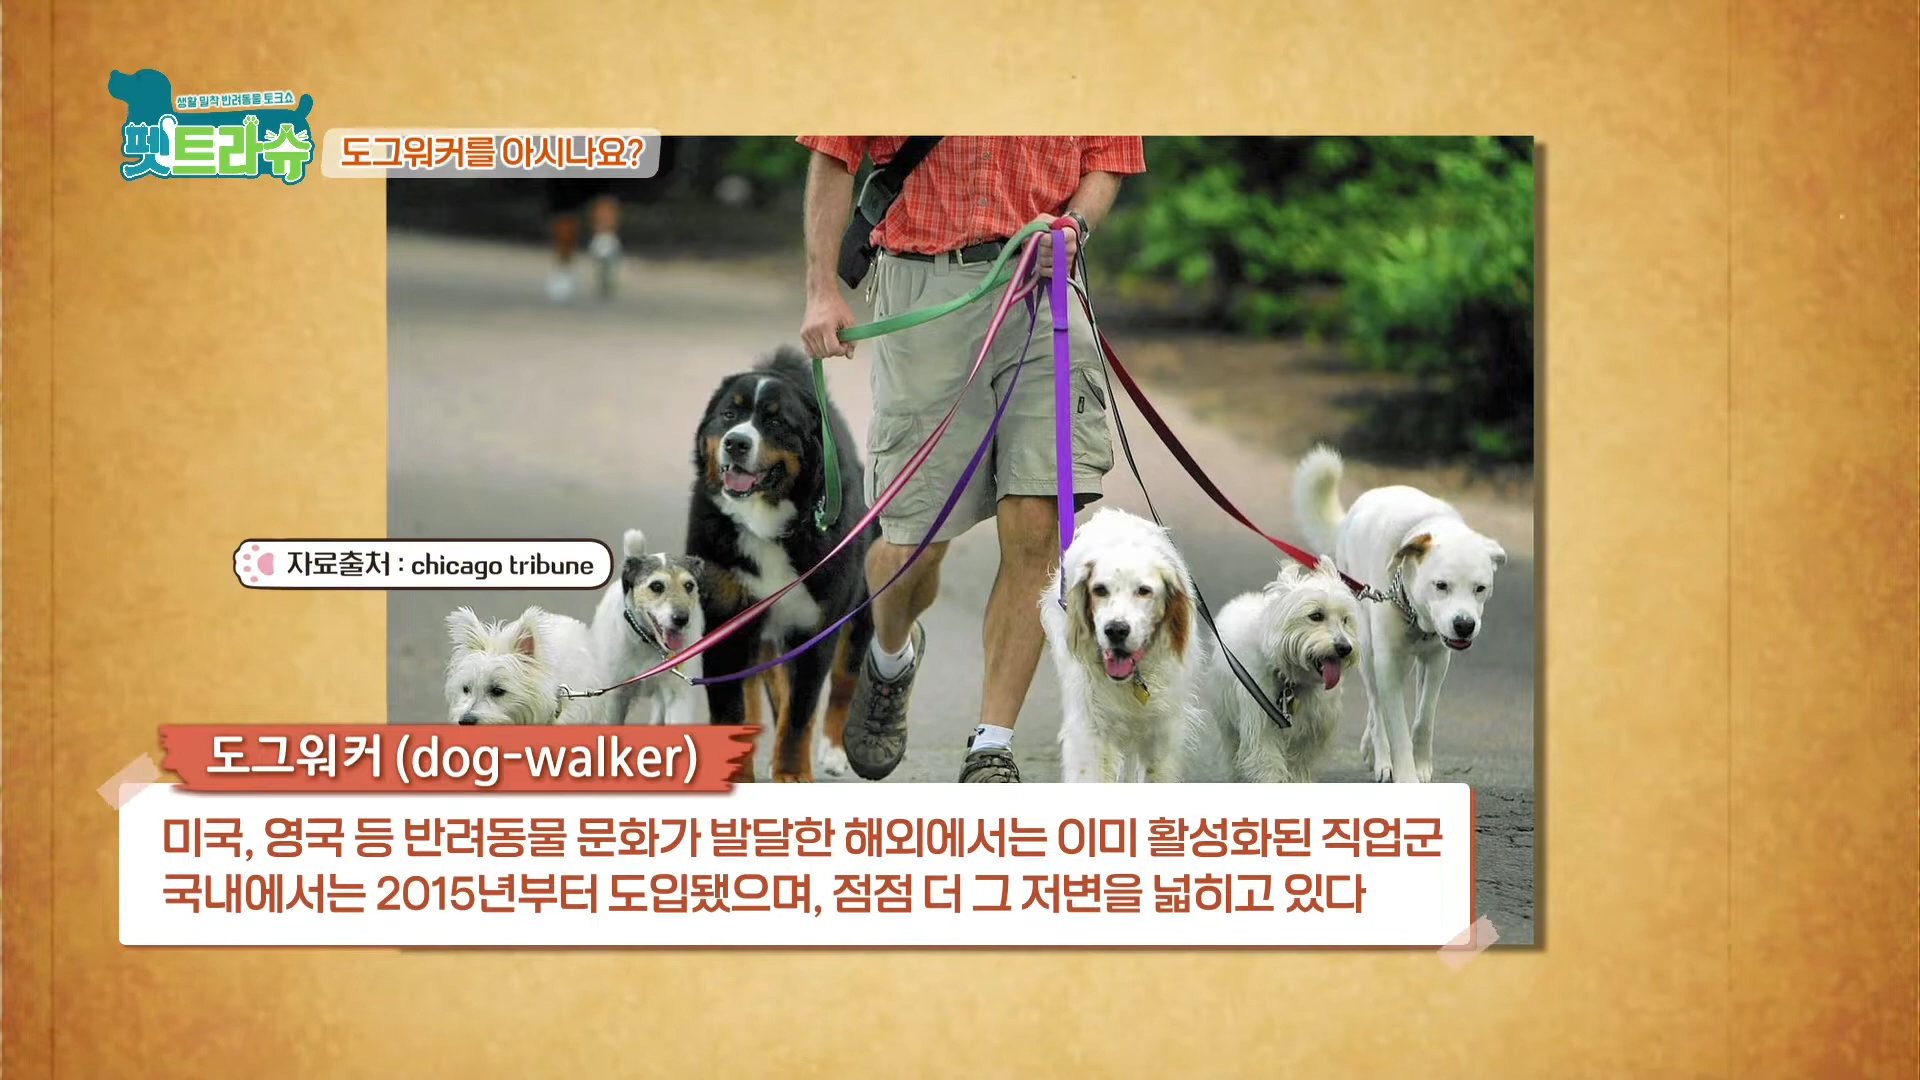 생활 밀착 반려동물 토크쇼
펫트라슈
도그워커를 아시나요?
자료출처 : chicago tribune
도그워커 (dog-walker)
미국, 영국 등 반려동물 문화가 발달한 해외에서는 이미 활성화된 직업군
국내에서는 2015년부터 도입됐으며, 점점 더 그 저변을 넓히고 있다